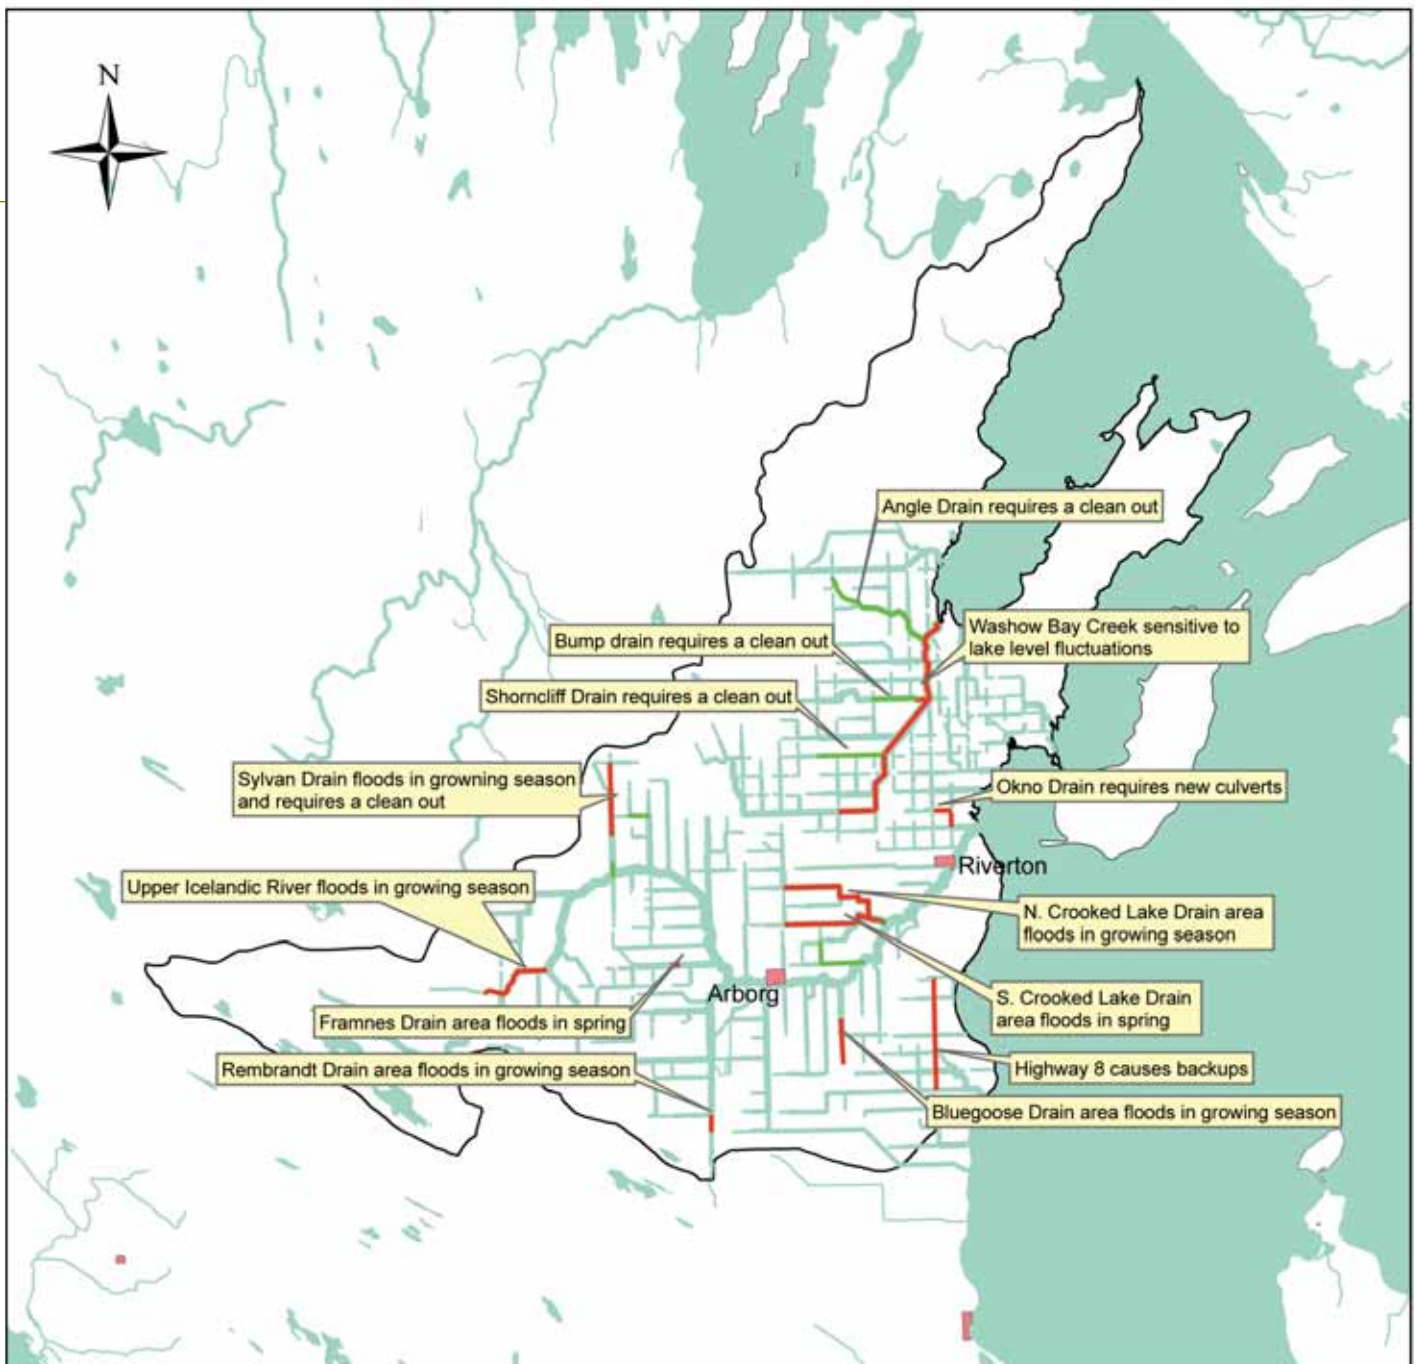 N
Angle Drain requires a clean out
Washow Bay Creek sensitive to
lake level fluctuations
Bump drain requires a clean out
Shorncliff Drain requires a clean out
Sylvan Drain floods in growning season
and requires a clean out
Okno Drain requires new culverts
Riverton
Upper Icelandic River floods in growing season
N. Crooked Lake Drain area
floods in growing season
Arborg
S. Crooked Lake Drain
area floods in spring
Framnes Drain area floods in spring
Rembrandt Drain area floods in growing season
Highway 8 causes backups
Bluegoose Drain area floods in growing season